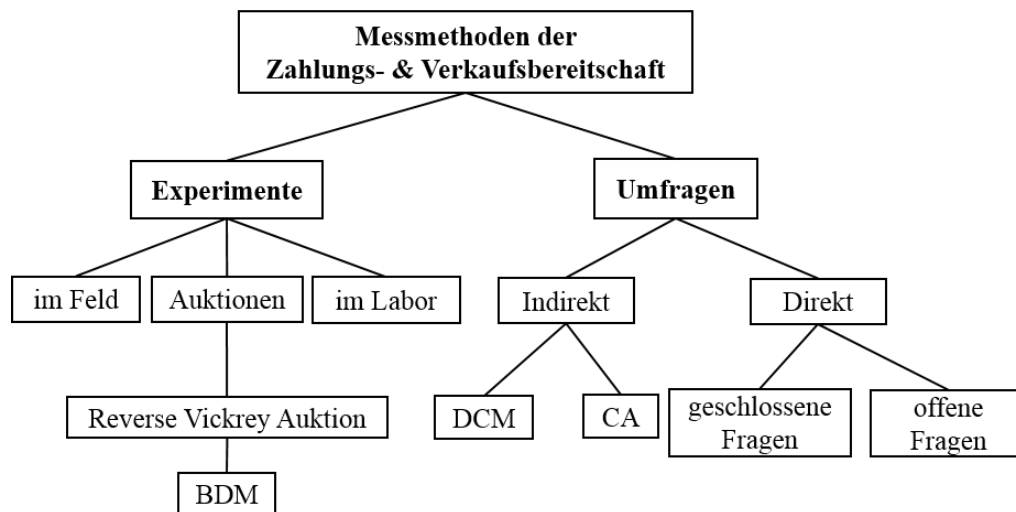 Messmethoden der
Zahlungs- & Verkaufsbereitschaft
Experimente
Umfragen
im Feld
Auktionen
im Labor
Indirekt
Direkt
Reverse Vickrey Auktion
DCM
CA
geschlossene
Fragen
offene
Fragen
BDM